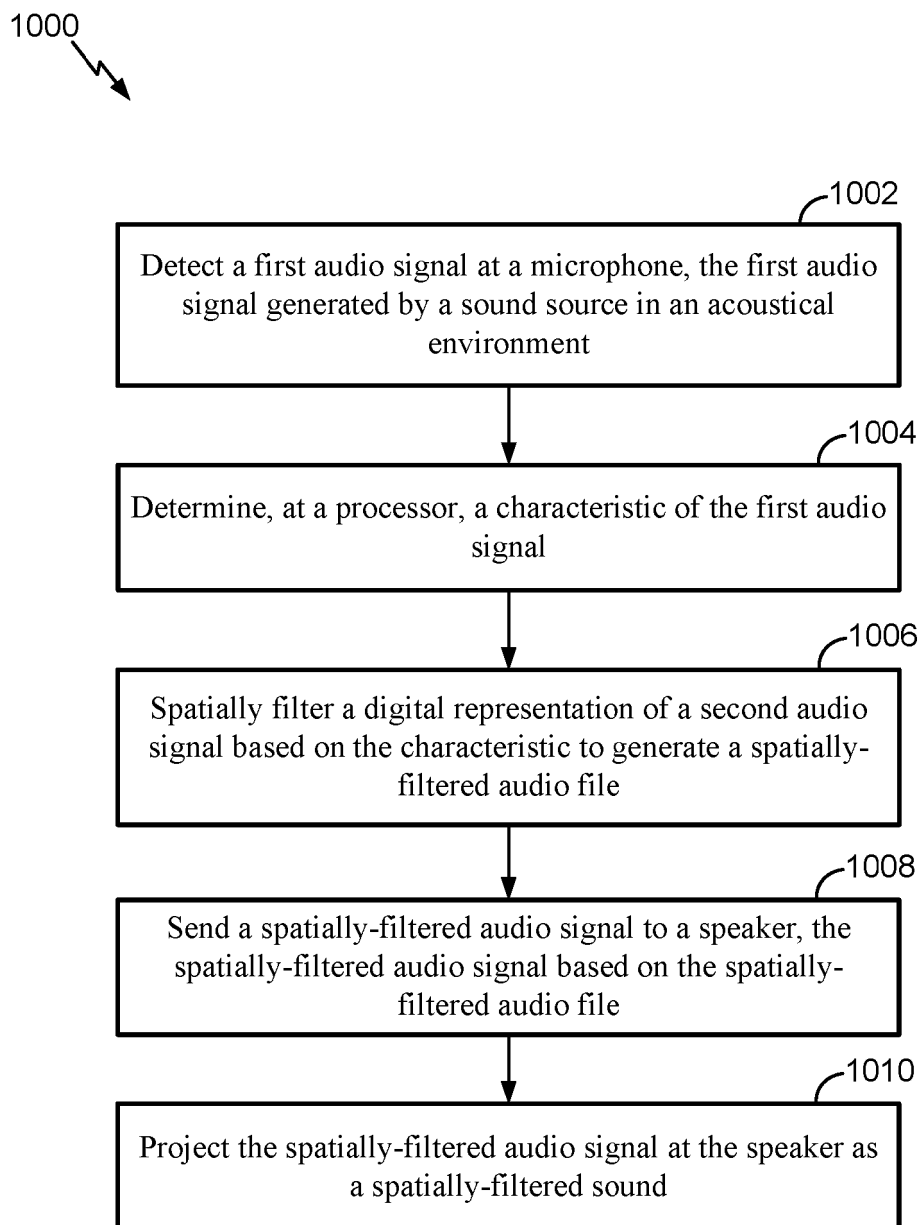 1000
1002
Detect a first audio signal at a microphone, the first audio
signal generated by a sound source in an acoustical
environment
1004
Determine, at a processor, a characteristic of the first audio
signal
1006
Spatially filter a digital representation of a second audio
signal based on the characteristic to generate a spatially-
filtered audio file
1008
Send a spatially-filtered audio signal to a speaker, the
spatially-filtered audio signal based on the spatially-
filtered audio file
1010
Project the spatially-filtered audio signal at the speaker as
a spatially-filtered sound